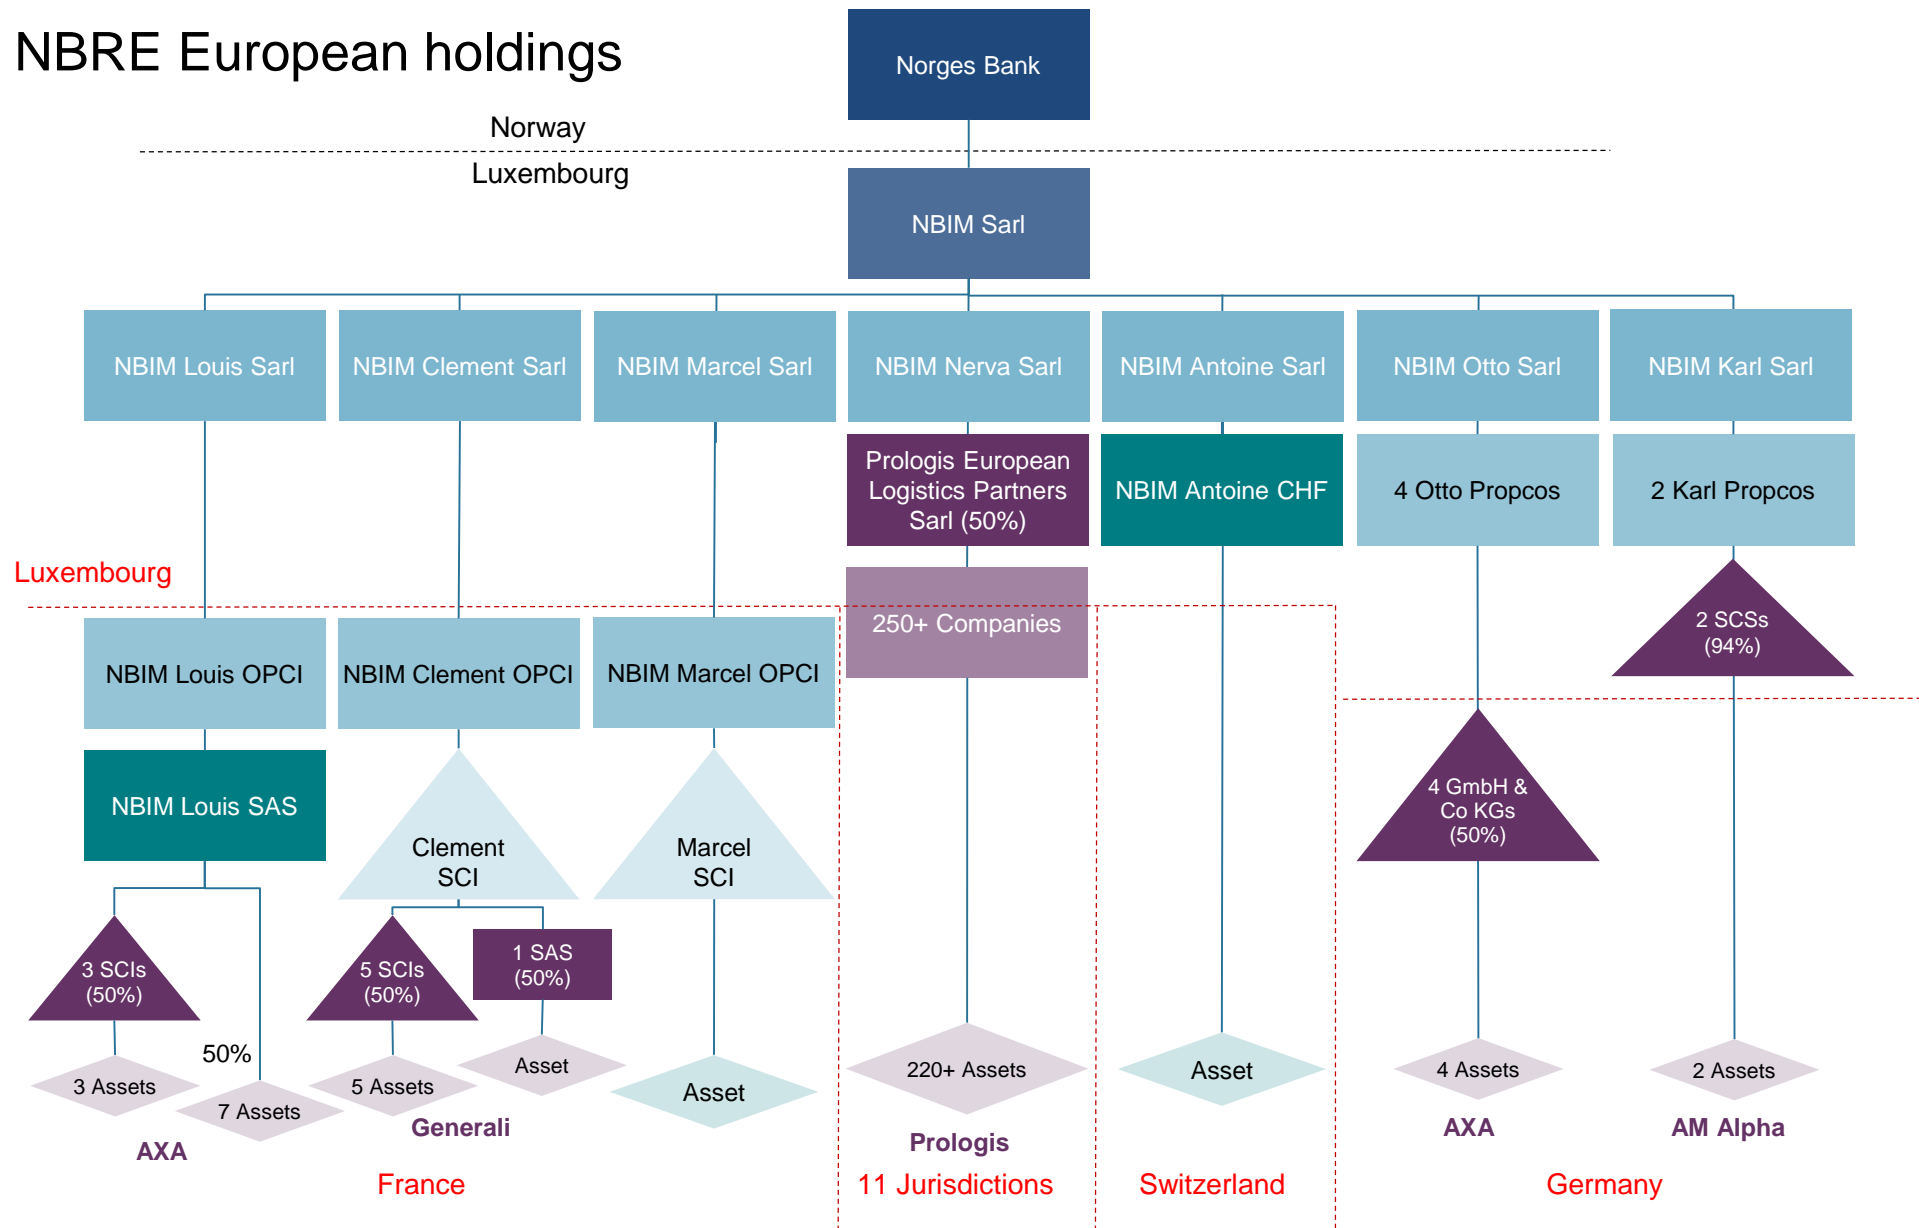 NBRE European holdings
Norges Bank
Norway
Luxembourg
NBIM Sarl
NBIM Louis Sarl
NBIM Clement Sarl
NBIM Marcel Sarl
NBIM Nerva Sarl
NBIM Antoine Sarl
NBIM Otto Sarl
NBIM Karl Sarl
Prologis European
Logistics Partners
Sarl (50%)
NBIM Antoine CHF
4 Otto Propcos
2 Karl Propcos
Luxembourg
250+ Companies
2 SCSs
(94%)
NBIM Louis OPCI
NBIM Clement OPCI
NBIM Marcel OPCI
NBIM Louis SAS
Clement
SCI
Marcel
SCI
4 GmbH &
Co KGs
(50%)
3 SCIs
(50%)
5 SCIs
(50%)
1 SAS
(50%)
50%
3 Assets
7 Assets
5 Assets
Asset
Asset
220+ Assets
Asset
4 Assets
2 Assets
AXA
Generali
Prologis
AXA
AM Alpha
France
11 Jurisdictions
Switzerland
Germany